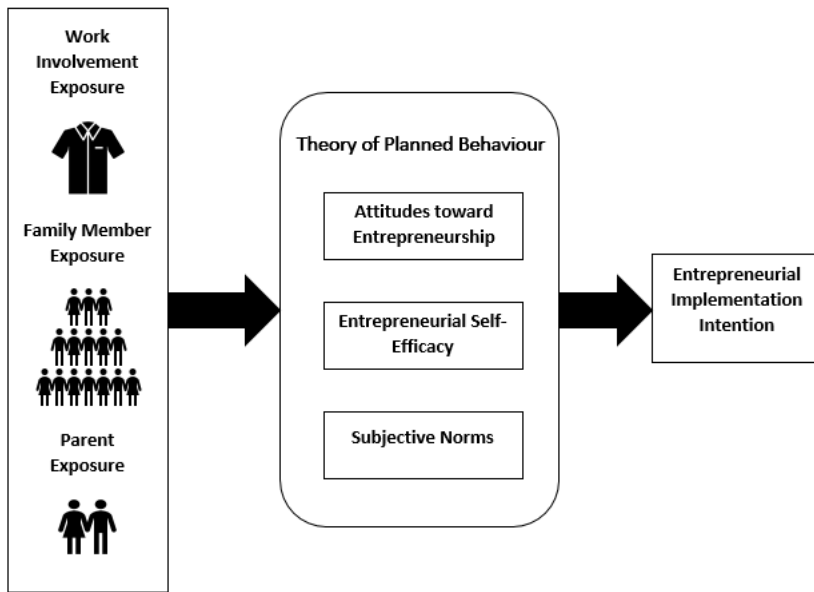 Work
Involvement
Exposure
Family Member
Exposure
Parent
Exposure
Theory of Planned Behaviour
Attitudes toward
Entrepreneurship
Entrepreneurial Self-
Efficacy
Subjective Norms
Entrepreneurial
Implementation
Intention